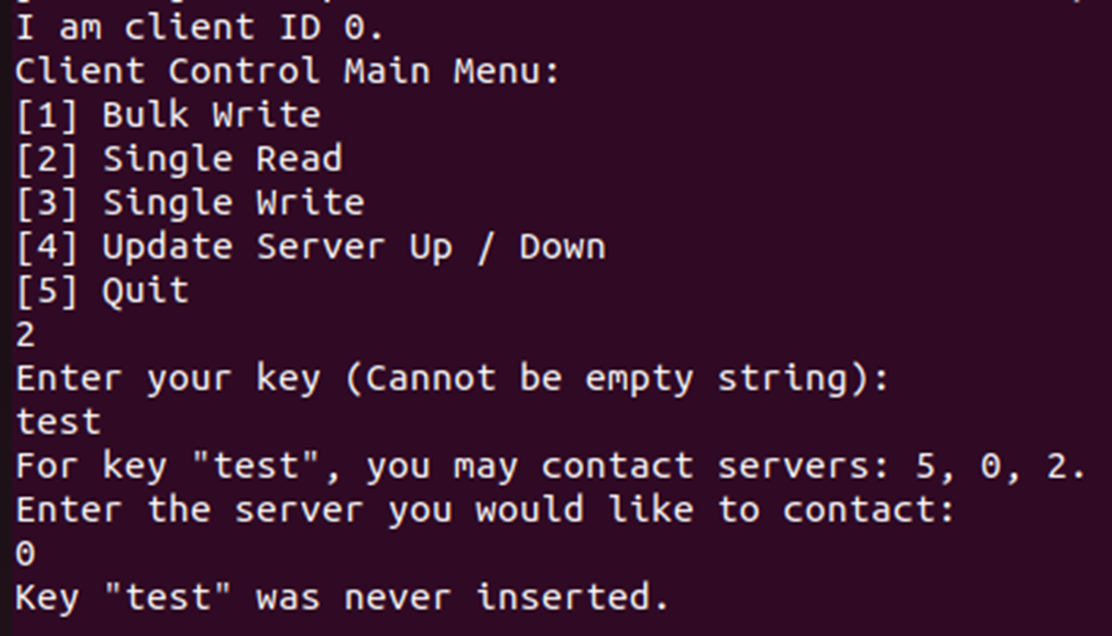 I am client ID 0.
Client Control Main Menu:
[1] Bulk Write
[2] Single Read
[3] Single Write
[4] Update Server Up / Down
[5] Quit
2
Enter your key (Cannot be empty string):
test
For key "test", you may contact servers: 5, 0, 2.
Enter the server you would like to contact:
0
Key "test" was never inserted.